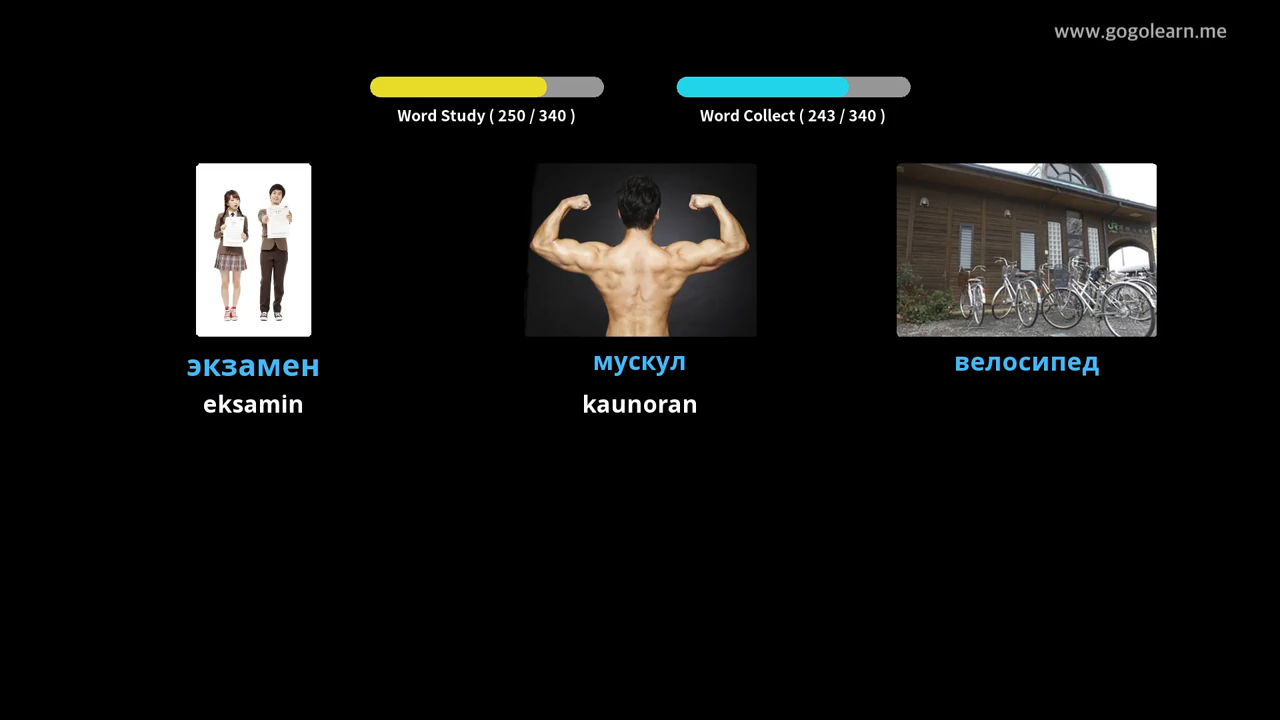 www.gogolearn.me
Word Study ( 250 / 340 )
Word Collect ( 243 / 340 )
экзамен
eksamin
мускул
kaunoran
велосипед